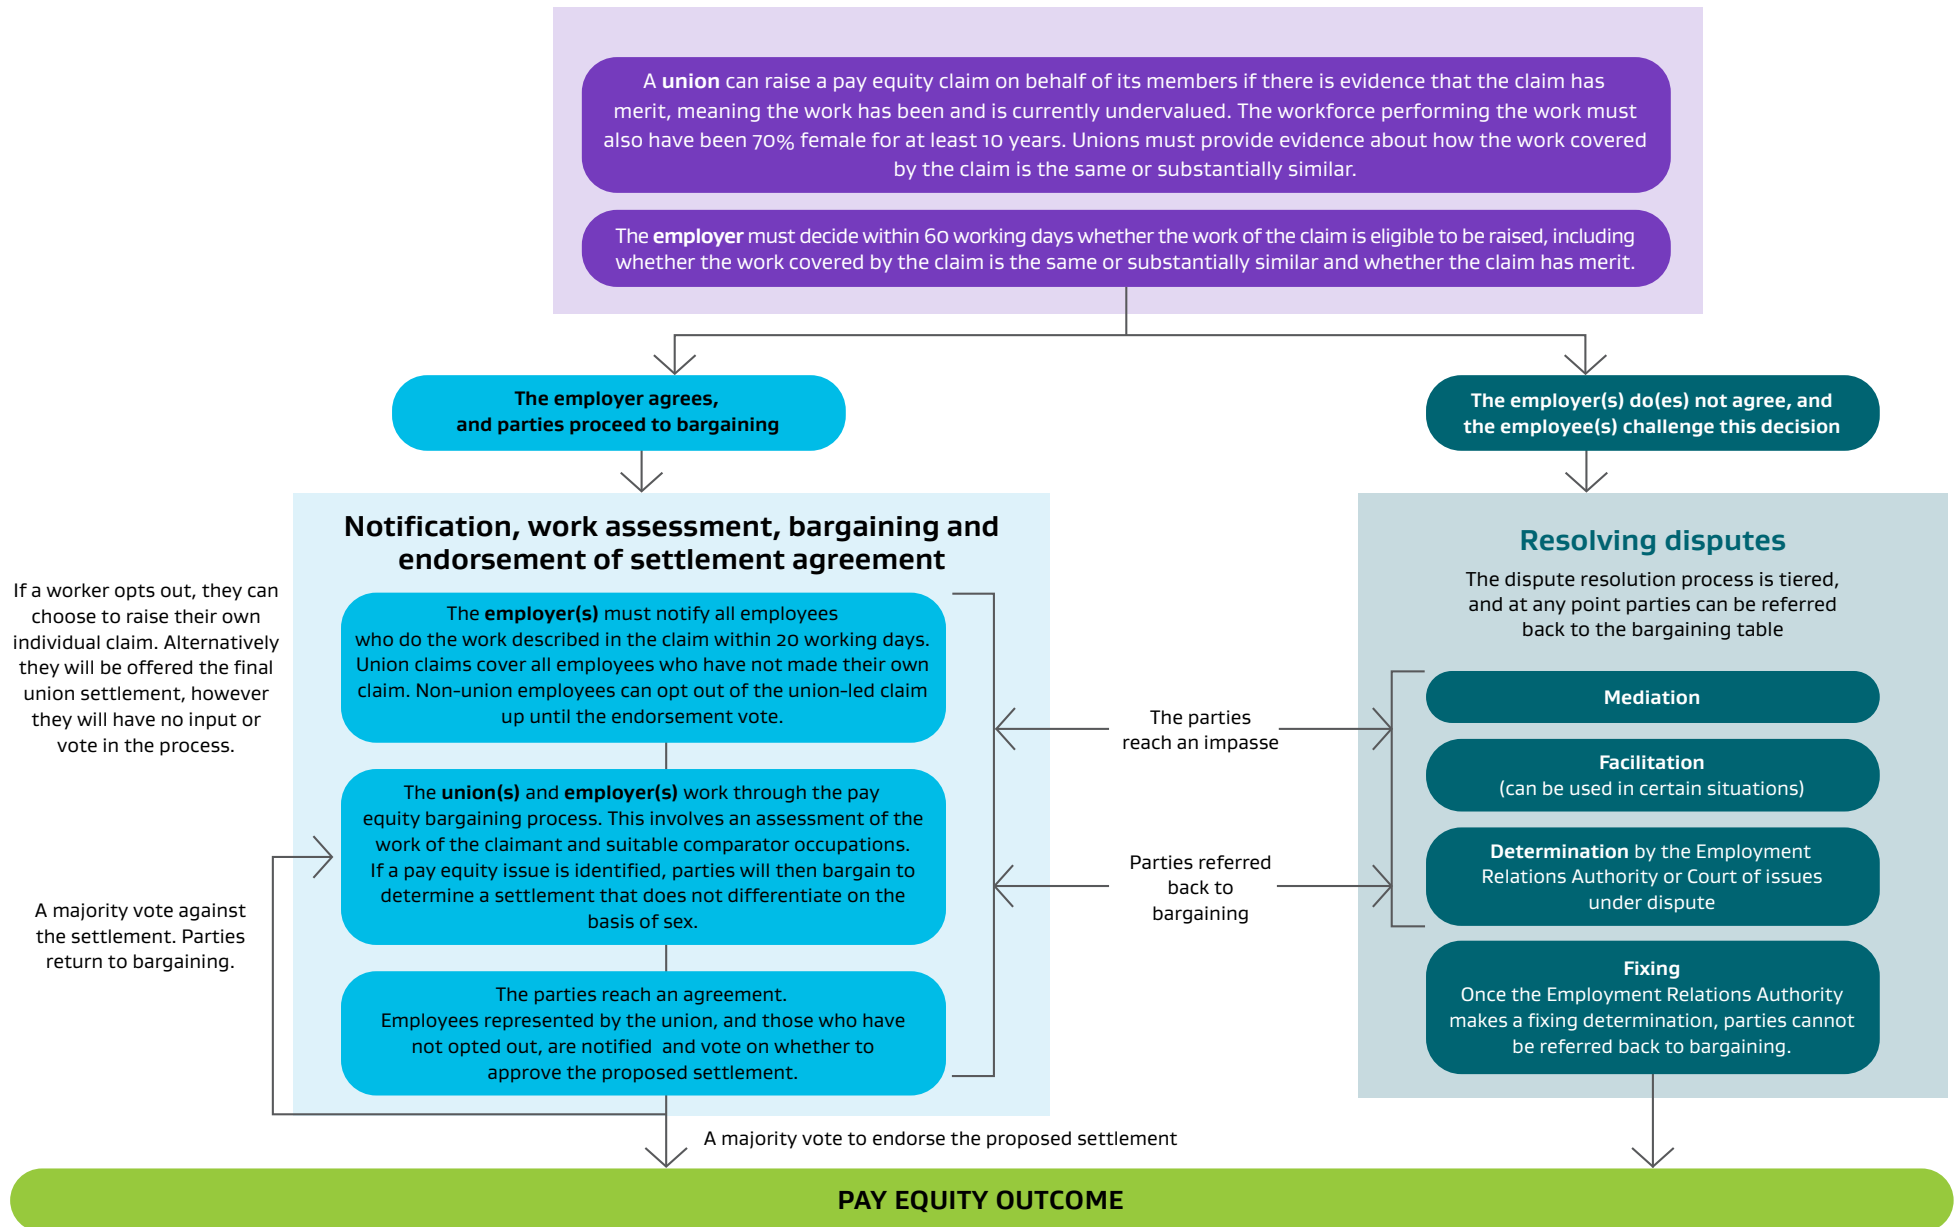 A union can raise a pay equity claim on behalf of its members if there is evidence that the claim has
merit, meaning the work has been and is currently undervalued. The workforce performing the work must
also have been 70% female for at least 10 years. Unions must provide evidence about how the work covered
by the claim is the same or substantially similar.
The employer must decide within 60 working days whether the work of the claim is eligible to be raised, including
whether the work covered by the claim is the same or substantially similar and whether the claim has merit.
The employer agrees,
and parties proceed to bargaining
The employer(s) do(es) not agree, and
the employee(s) challenge this decision
Notification, work assessment, bargaining and
endorsement of settlement agreement
If a worker opts out, they can
choose to raise their own
individual claim. Alternatively
they will be offered the final
union settlement, however
they will have no input or
vote in the process.
The employer(s) must notify all employees
who do the work described in the claim within 20 working days.
Union claims cover all employees who have not made their own
claim. Non-union employees can opt out of the union-led claim
up until the endorsement vote.
The union(s) and employer(s) work through the pay
equity bargaining process. This involves an assessment of the
work of the claimant and suitable comparator occupations.
If a pay equity issue is identified, parties will then bargain to
determine a settlement that does not differentiate on the
basis of sex.
A majority vote against
the settlement. Parties
return to bargaining.
The parties reach an agreement.
Employees represented by the union, and those who have
not opted out, are notified and vote on whether to
approve the proposed settlement.
The parties
reach an impasse
Parties referred
back to
bargaining
Resolving disputes
The dispute resolution process is tiered,
and at any point parties can be referred
back to the bargaining table
Mediation
Facilitation
(can be used in certain situations)
Determination by the Employment
Relations Authority or Court of issues
under dispute
Fixing
Once the Employment Relations Authority
makes a fixing determination, parties cannot
be referred back to bargaining.
A majority vote to endorse the proposed settlement
PAY EQUITY OUTCOME